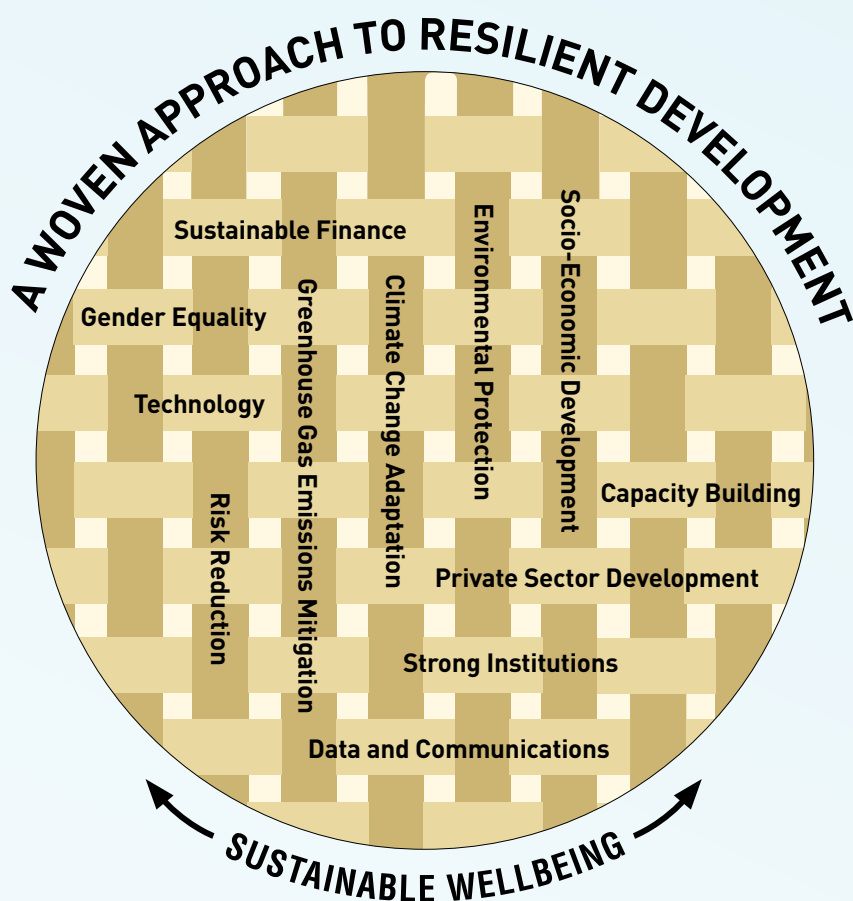 A WOVEN APPROACH TO RESILIENT DEVELOPMENT
Sustainable Finance
Gender Equality
Technology
Risk Reduction
Greenhouse Gas Emissions Mitigation
Climate Change Adaptation
Environmental Protection
Socio-Economic Development
Capacity Building
Private Sector Development
Strong Institutions
Data and Communications
SUSTAINABLE WELLBEING